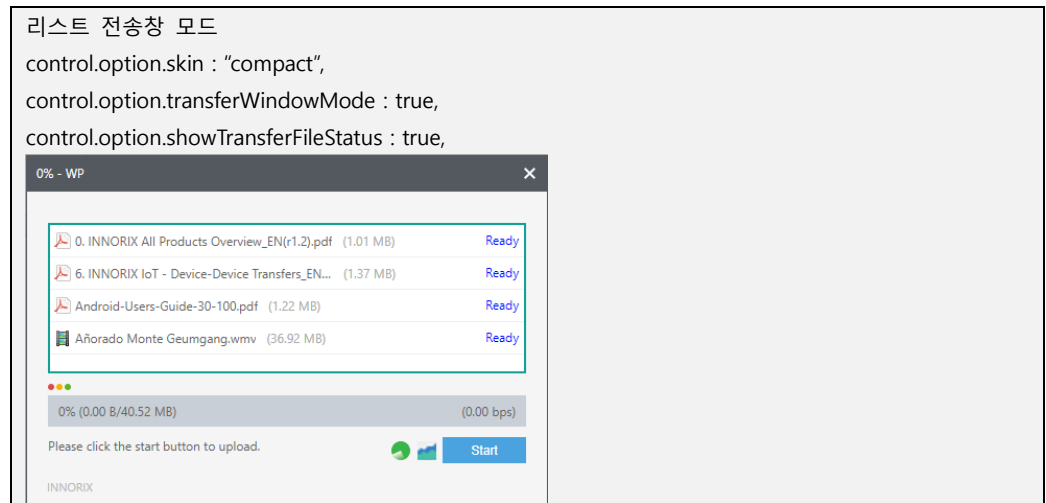 리스트 전송창 모드
control.option.skin : “compact“,
control.option.transferWindowMode : true,
control.option.showTransferFileStatus : true,
0% - WP
0. INNORIX All Products Overview_EN(r1.2).pdf (1.01 MB) Ready
6. INNORIX IoT - Device-Device Transfers_EN... (1.37 MB) Ready
Android-Users-Guide-30-100.pdf (1.22 MB) Ready
Añorado Monte Geumgang.wmv (36.92 MB) Ready
0% (0.00 B/40.52 MB) (0.00 bps)
Please click the start button to upload. Start
INNORIX